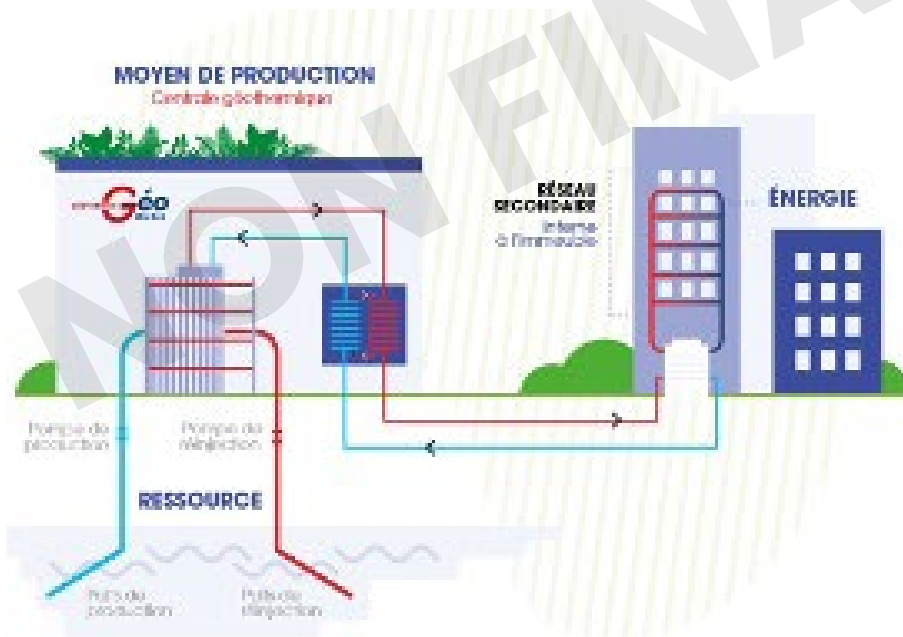 NON FINA
MOYEN DE PRODUCTION
Centrale géothermique
Géo
RÉSEAU
SECONDAIRE
Interne
à l'immeuble
ÉNERGIE
Pompe de
production
Pompe de
réinjection
RESSOURCE
Puits de
production
Puits de
réinjection